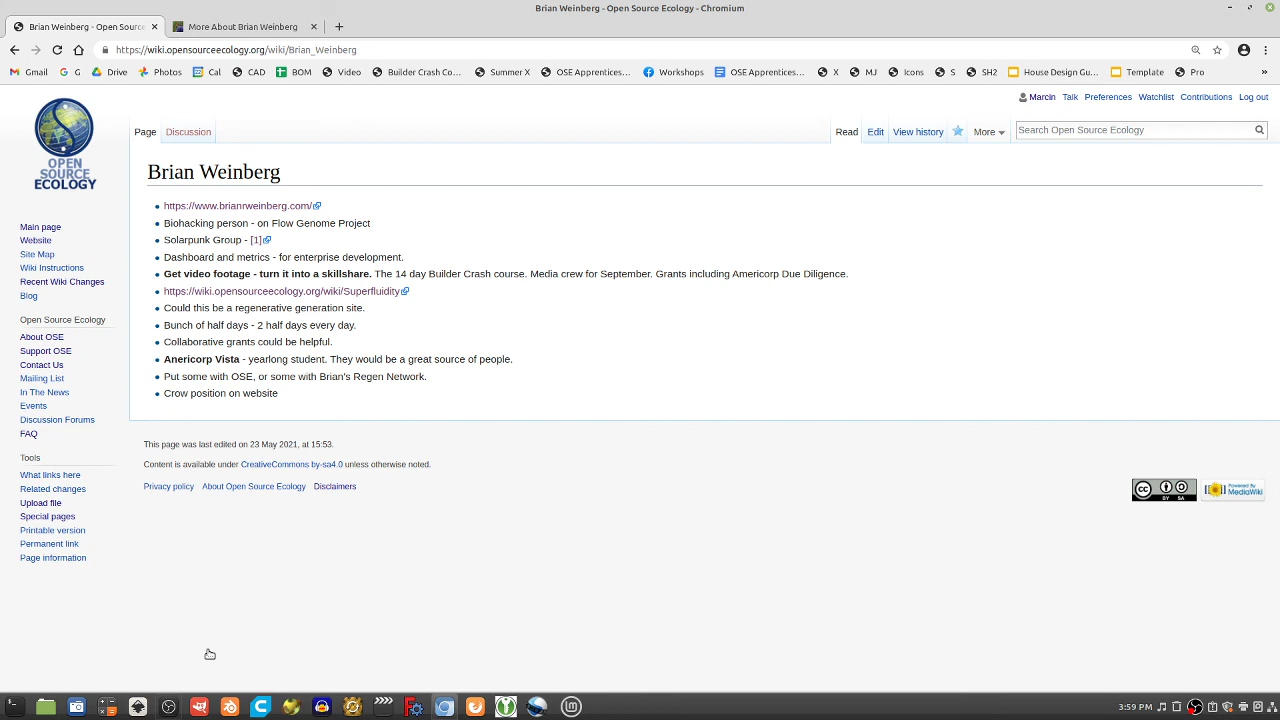 Brian Weinberg - Open Source Ecology - Chromium
Brian Weinberg - Open Sourc
More About Brian Weinberg
https://wiki.opensourceecology.org/wiki/Brian_Weinberg
Gmail G Drive Photos Cal CAD BOM Video Builder Crash Co... Summer X OSE Apprentices... Workshops OSE Apprentices... X MJ Icons S SH2 House Design Gu... Template Pro »
Marcin Talk Preferences Watchlist Contributions Log out
Page Discussion Read Edit View history More Search Open Source Ecology
OPEN
SOURCE
ECOLOGY
Brian Weinberg
https://www.brianrweinberg.com/
Biohacking person - on Flow Genome Project
Solarpunk Group - [1]
Dashboard and metrics - for enterprise development.
Get video footage - turn it into a skillshare. The 14 day Builder Crash course. Media crew for September. Grants including Americorp Due Diligence.
https://wiki.opensourceecology.org/wiki/Superfluidity
Could this be a regenerative generation site.
Bunch of half days - 2 half days every day.
Collaborative grants could be helpful.
Anericorp Vista - yearlong student. They would be a great source of people.
Put some with OSE, or some with Brian's Regen Network.
Crow position on website
Main page
Website
Site Map
Wiki Instructions
Recent Wiki Changes
Blog
Open Source Ecology
About OSE
Support OSE
Contact Us
Mailing List
In The News
Events
Discussion Forums
FAQ
Tools
What links here
Related changes
Upload file
Special pages
Printable version
Permanent link
Page information
This page was last edited on 23 May 2021, at 15:53.
Content is available under CreativeCommons by-sa4.0 unless otherwise noted.
Privacy policy About Open Source Ecology Disclaimers
CC BY SA
Powered By MediaWiki
3:59 PM